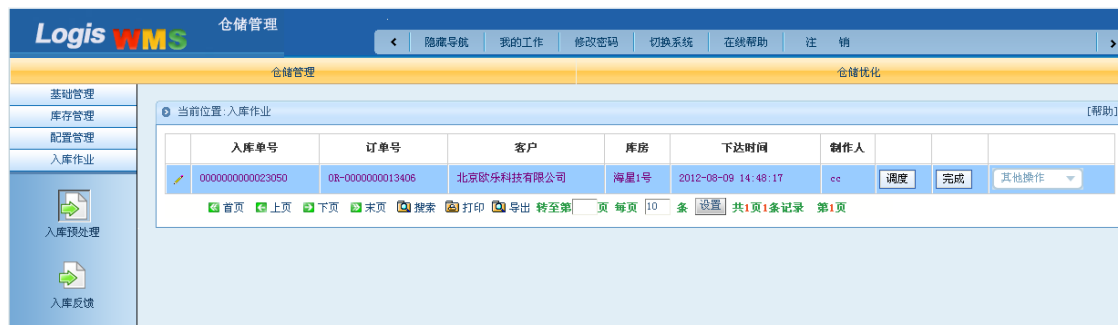 Logis WMS 仓储管理
隐藏导航 我的工作 修改密码 切换系统 在线帮助 注 销
仓储管理 仓储优化
基础管理
库存管理
配置管理
入库作业
入库预处理
入库反馈
当前位置:入库作业 [帮助]
入库单号 订单号 客户 库房 下达时间 制作人
0000000000023050 OR-0000000013406 北京欧乐科技有限公司 海星1号 2012-08-09 14:48:17 cc 调度 完成 其他操作
首页 上页 下页 末页 搜索 打印 导出 转至第 页 每页 10 条 设置 共1页1条记录 第1页